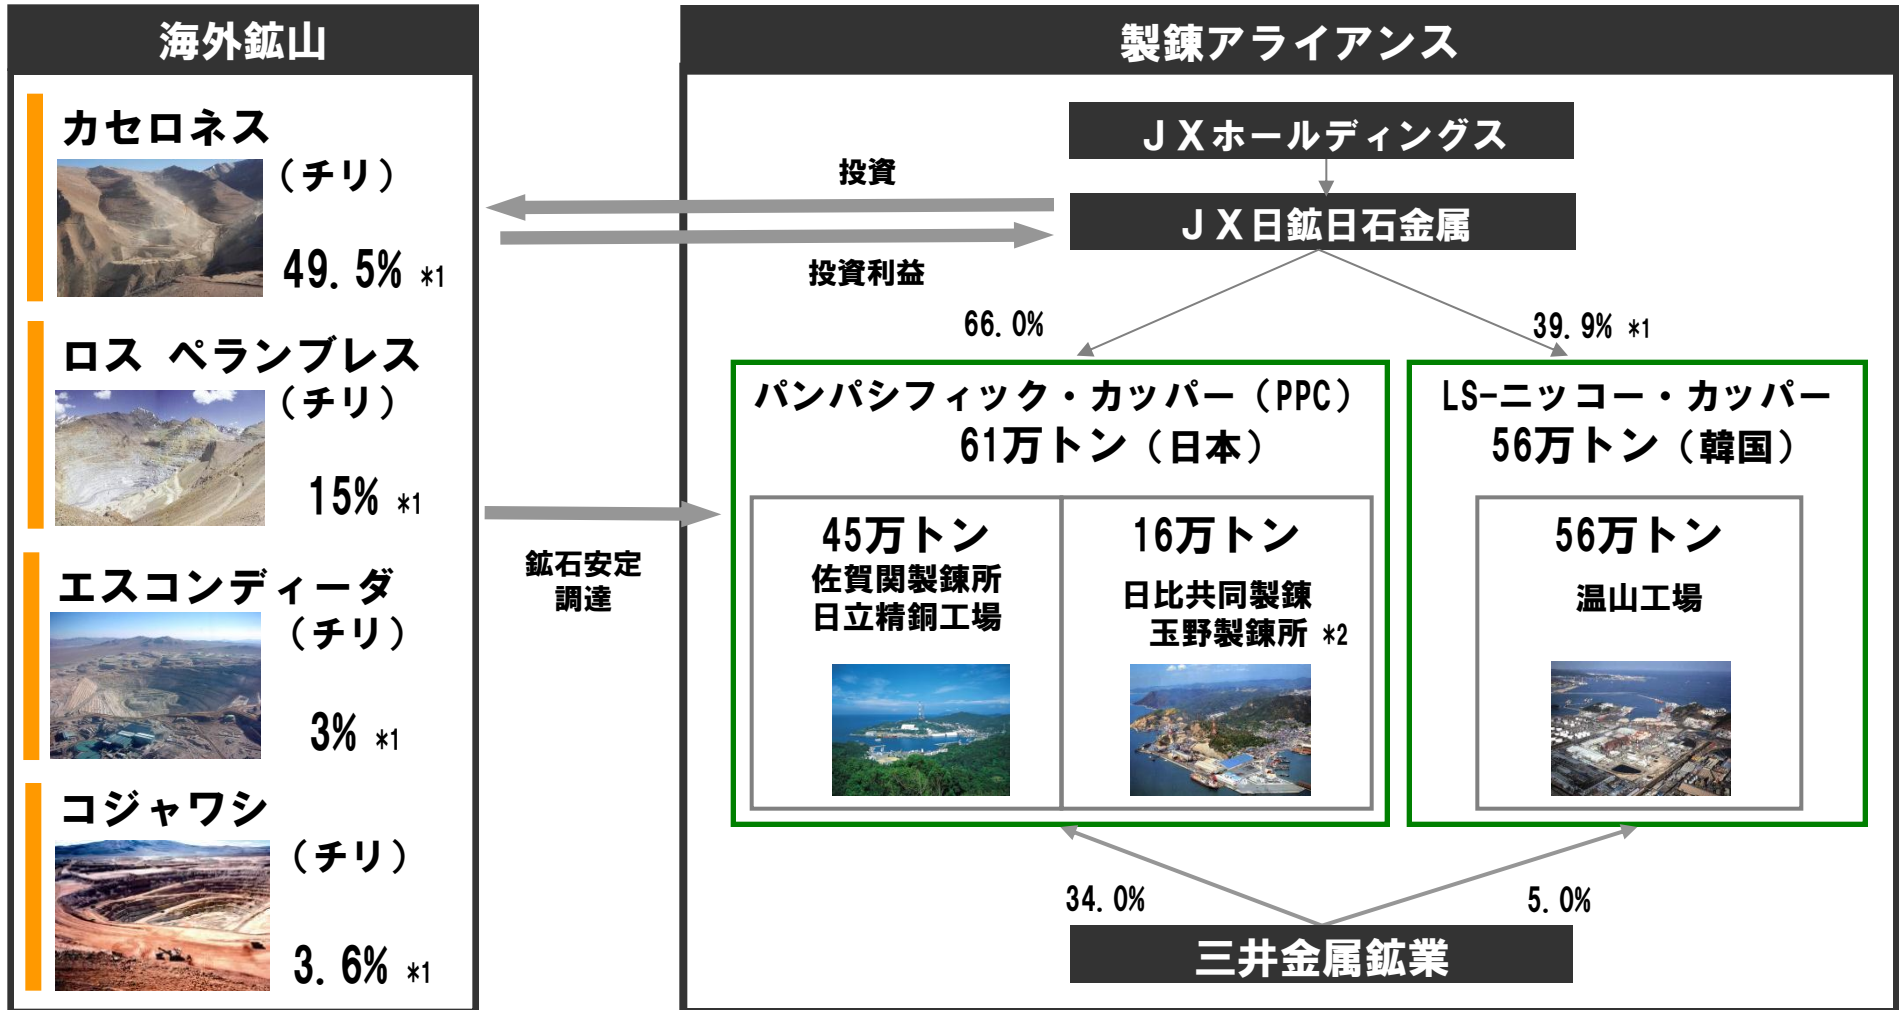 海外鉱山
カセロネス
（チリ）
49.5% *1
ロス ペランブレス
（チリ）
15% *1
エスコンディーダ
（チリ）
3% *1
コジャワシ
（チリ）
3.6% *1
投資
投資利益
鉱石安定
調達
製錬アライアンス
ＪＸホールディングス
ＪＸ日鉱日石金属
66.0%
39.9% *1
パンパシフィック・カッパー（PPC）
61万トン（日本）
45万トン
佐賀関製錬所
日立精銅工場
16万トン
日比共同製錬
玉野製錬所 *2
LS-ニッコー・カッパー
56万トン（韓国）
56万トン
温山工場
34.0%
5.0%
三井金属鉱業